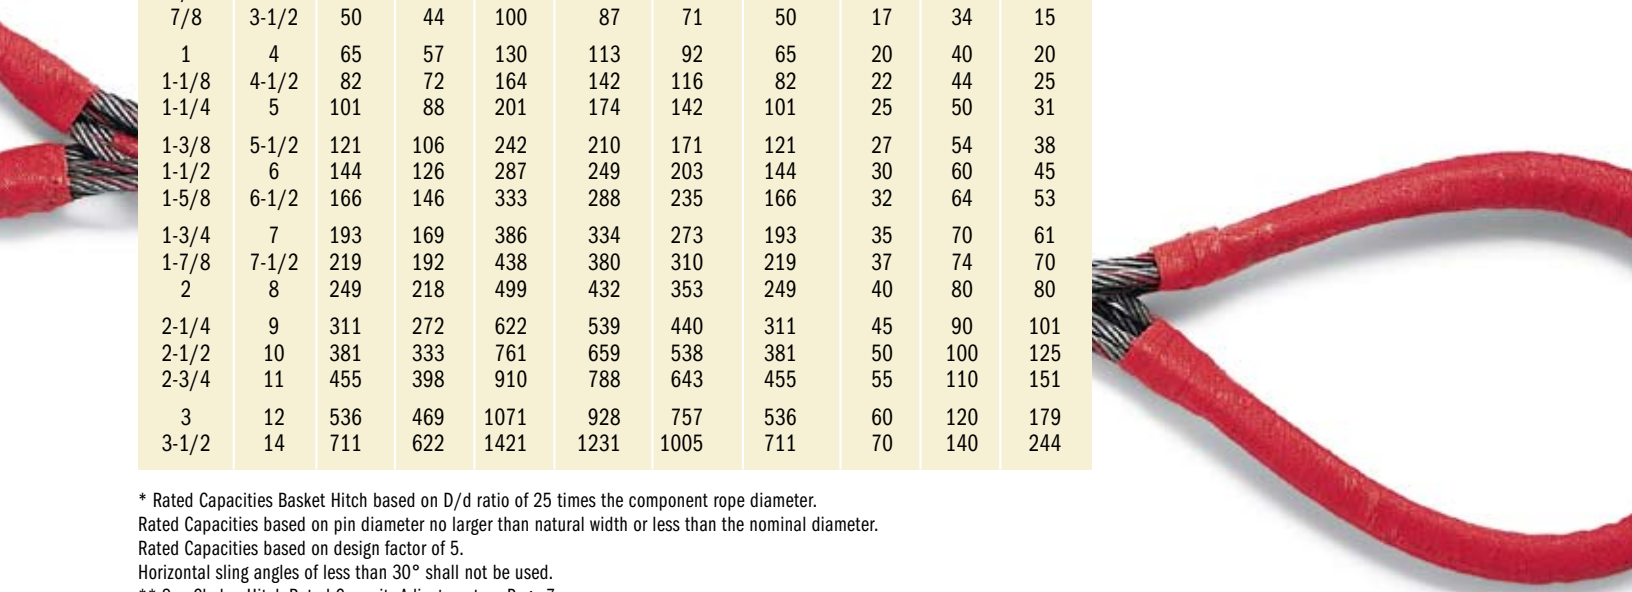 7/8 3-1/2 50 44 100 87 71 50 17 34 15
1 4 65 57 130 113 92 65 20 40 20
1-1/8 4-1/2 82 72 164 142 116 82 22 44 25
1-1/4 5 101 88 201 174 142 101 25 50 31
1-3/8 5-1/2 121 106 242 210 171 121 27 54 38
1-1/2 6 144 126 287 249 203 144 30 60 45
1-5/8 6-1/2 166 146 333 288 235 166 32 64 53
1-3/4 7 193 169 386 334 273 193 35 70 61
1-7/8 7-1/2 219 192 438 380 310 219 37 74 70
2 8 249 218 499 432 353 249 40 80 80
2-1/4 9 311 272 622 539 440 311 45 90 101
2-1/2 10 381 333 761 659 538 381 50 100 125
2-3/4 11 455 398 910 788 643 455 55 110 151
3 12 536 469 1071 928 757 536 60 120 179
3-1/2 14 711 622 1421 1231 1005 711 70 140 244
* Rated Capacities Basket Hitch based on D/d ratio of 25 times the component rope diameter.
Rated Capacities based on pin diameter no larger than natural width or less than the nominal diameter.
Rated Capacities based on design factor of 5.
Horizontal sling angles of less than 30° shall not be used.